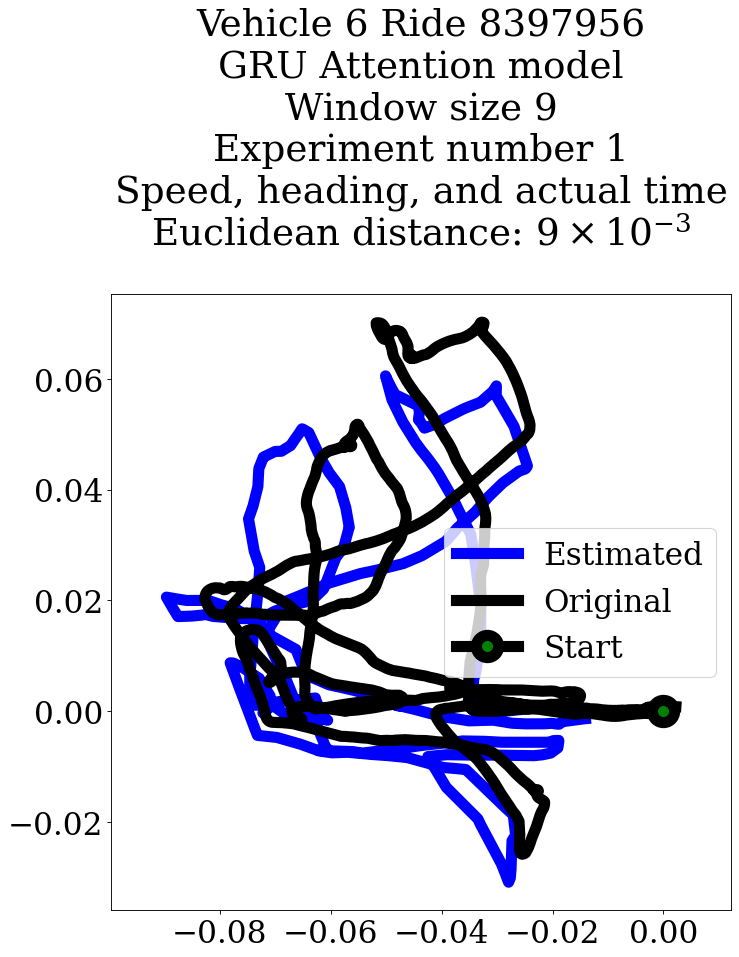 Vehicle 6 Ride 8397956
GRU Attention model
Window size 9
Experiment number 1
Speed, heading, and actual time
Euclidean distance: 9 × 10⁻³
0.06
0.04
0.02
0.00
−0.02
Estimated
Original
Start
−0.08 −0.06 −0.04 −0.02 0.00